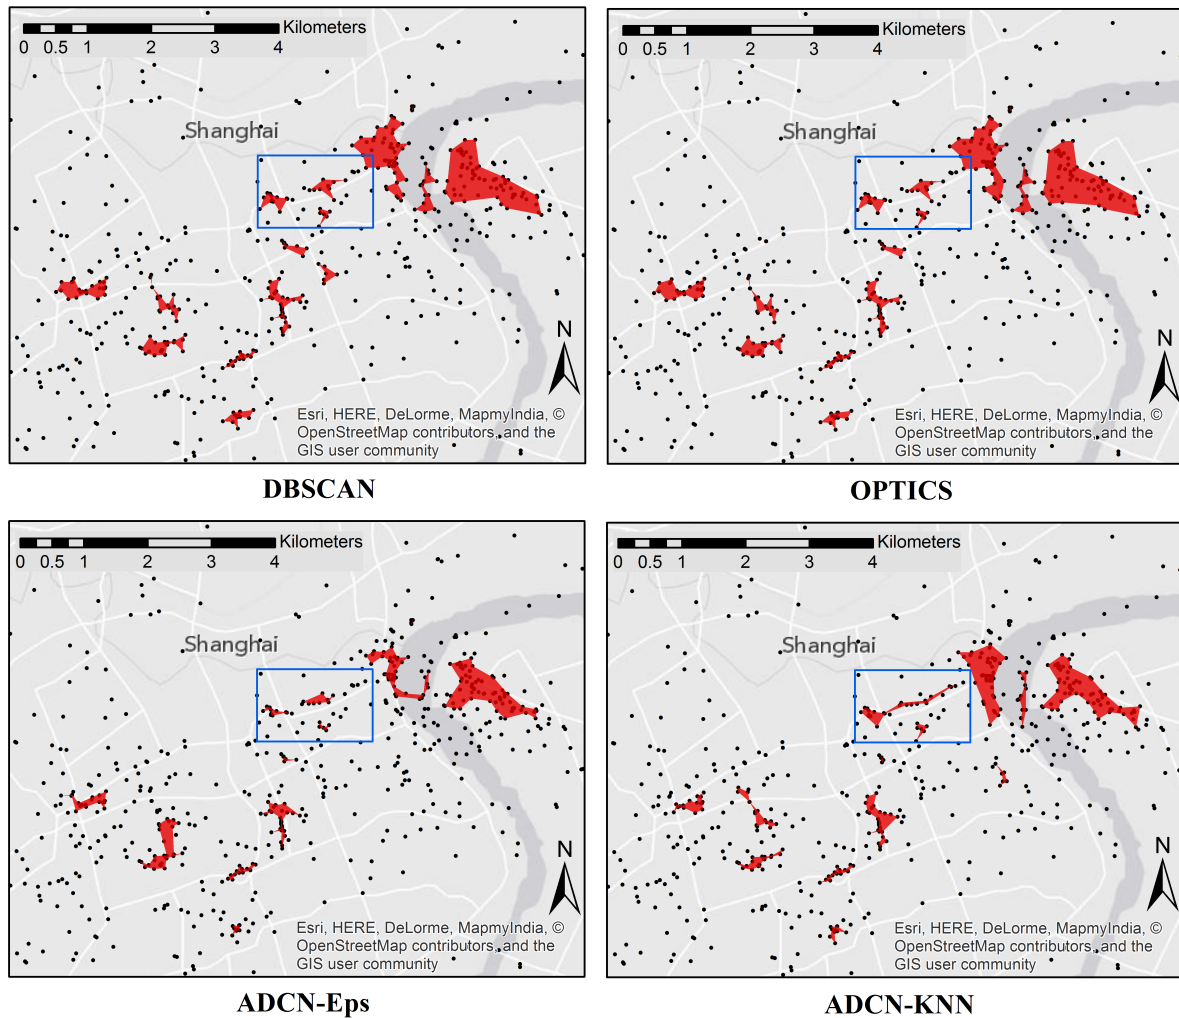 Kilometers
0 0.5 1 2 3 4
Shanghai
N
Esri, HERE, DeLorme, MapmyIndia, ©
OpenStreetMap contributors, and the
GIS user community
DBSCAN
Kilometers
0 0.5 1 2 3 4
Shanghai
N
Esri, HERE, DeLorme, MapmyIndia, ©
OpenStreetMap contributors, and the
GIS user community
OPTICS
Kilometers
0 0.5 1 2 3 4
Shanghai
N
Esri, HERE, DeLorme, MapmyIndia, ©
OpenStreetMap contributors, and the
GIS user community
ADCN-Eps
Kilometers
0 0.5 1 2 3 4
Shanghai
N
Esri, HERE, DeLorme, MapmyIndia, ©
OpenStreetMap contributors, and the
GIS user community
ADCN-KNN